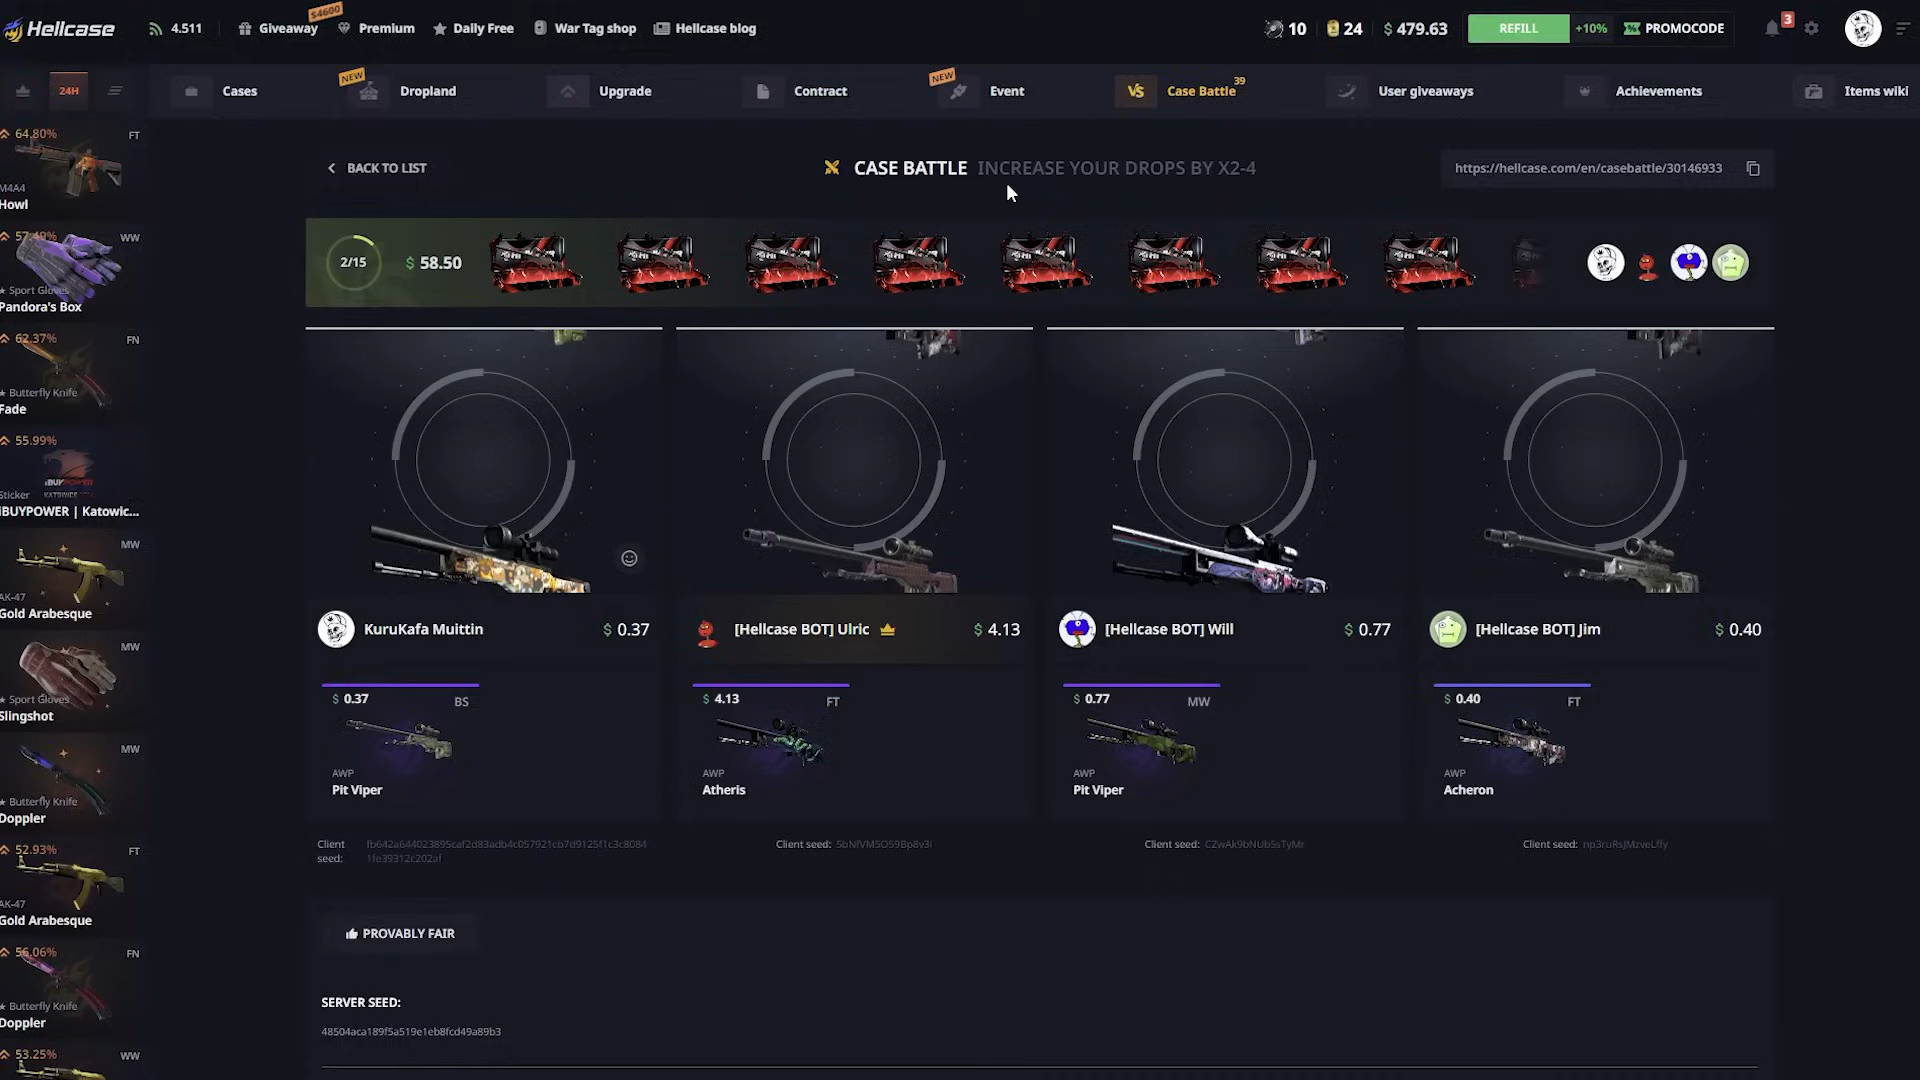 Hellcase
4.511
Giveaway
$4600
Premium
Daily Free
War Tag shop
Hellcase blog
10
24
$ 479.63
REFILL
+10%
PROMOCODE
3
24H
Cases
NEW
Dropland
Upgrade
Contract
NEW
Event
VS
Case Battle
39
User giveaways
Achievements
Items wiki
64.80%
FT
M4A4
Howl
57.49%
WW
★ Sport Gloves
Pandora's Box
62.37%
FN
★ Butterfly Knife
Fade
55.99%
Sticker
iBUYPOWER | Katowic...
MW
AK-47
Gold Arabesque
MW
★ Sport Gloves
Slingshot
MW
★ Butterfly Knife
Doppler
52.93%
FT
AK-47
Gold Arabesque
56.06%
FN
★ Butterfly Knife
Doppler
53.25%
WW
BACK TO LIST
CASE BATTLE INCREASE YOUR DROPS BY X2-4
https://hellcase.com/en/casebattle/30146933
2/15
$ 58.50
KuruKafa Muittin
$ 0.37
[Hellcase BOT] Ulric
$ 4.13
[Hellcase BOT] Will
$ 0.77
[Hellcase BOT] Jim
$ 0.40
$ 0.37
BS
AWP
Pit Viper
$ 4.13
FT
AWP
Atheris
$ 0.77
MW
AWP
Pit Viper
$ 0.40
FT
AWP
Acheron
Client seed: fb642a644023895caf2d83adb4c057921cb7d9125f1c3c8084
1fe39312c202af
Client seed: 5bNfVM5O59Bp8v3i
Client seed: CZwAk9bNUb5sTyMr
Client seed: np3ruRsJMzveLffy
PROVABLY FAIR
SERVER SEED:
48504aca189f5a519e1eb8fcd49a89b3